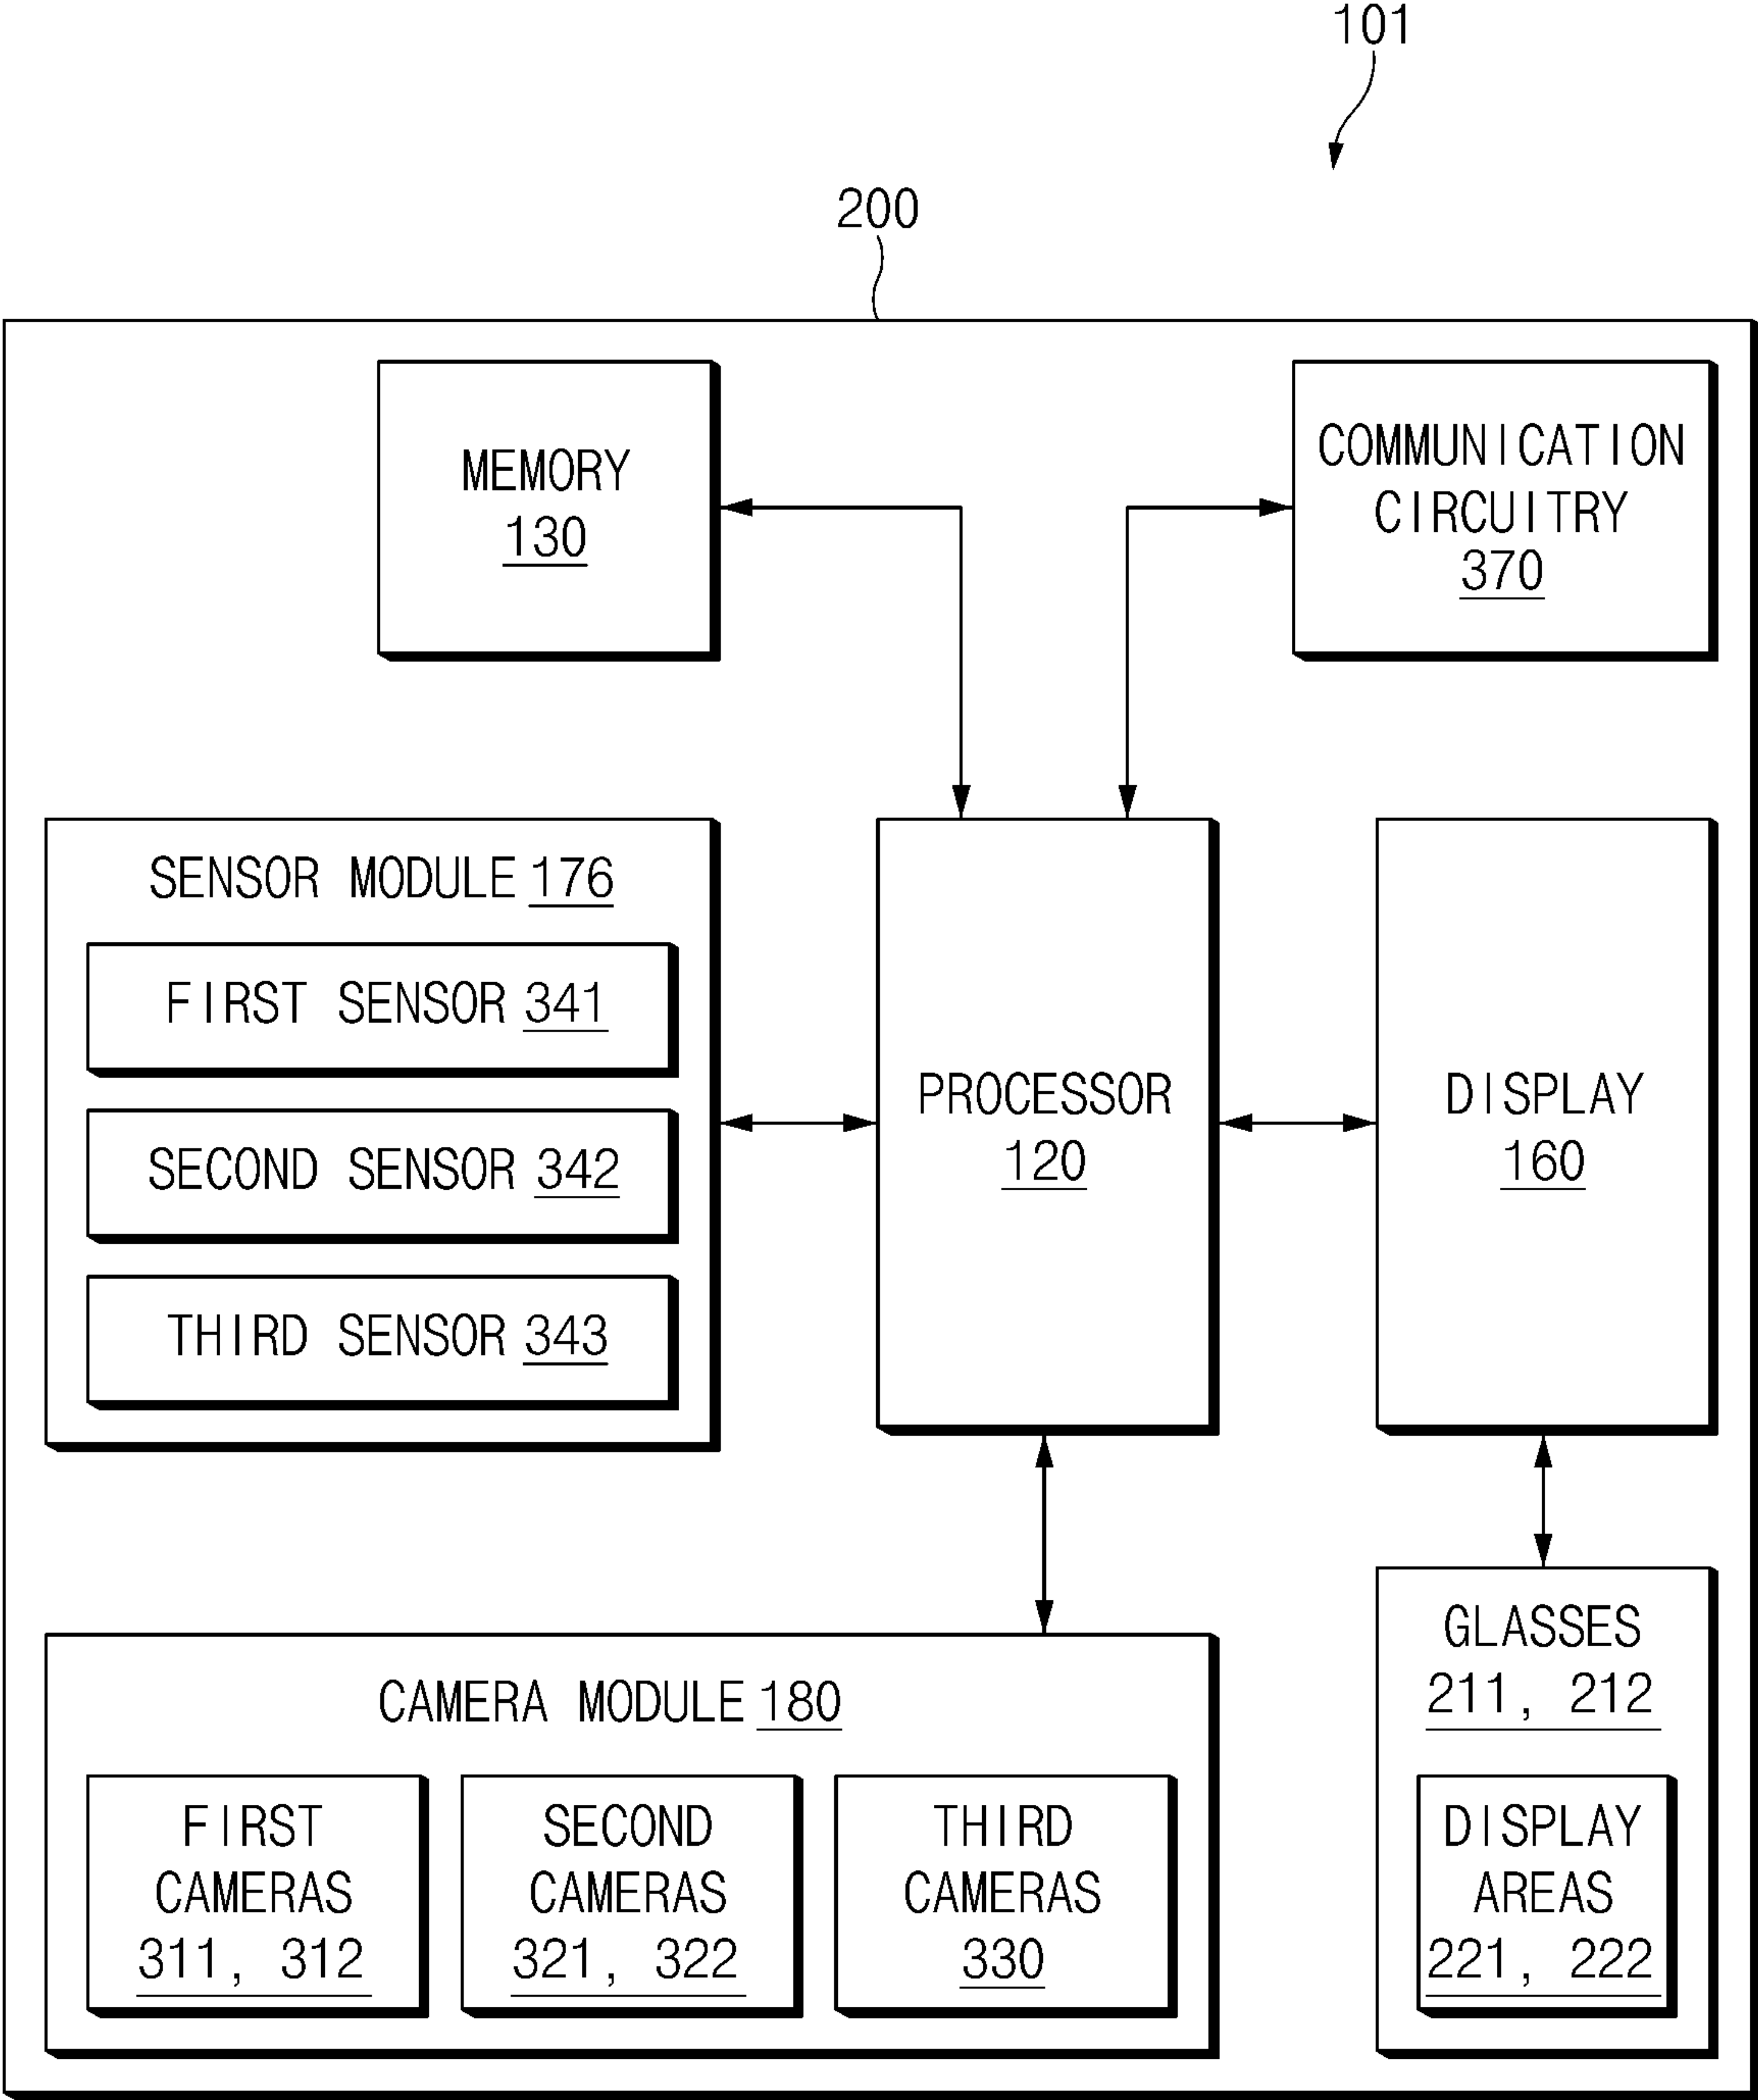 101
200
MEMORY
130
COMMUNICATION
CIRCUITRY
370
SENSOR MODULE 176
FIRST SENSOR 341
SECOND SENSOR 342
THIRD SENSOR 343
PROCESSOR
120
DISPLAY
160
CAMERA MODULE 180
FIRST
CAMERAS
311, 312
SECOND
CAMERAS
321, 322
THIRD
CAMERAS
330
GLASSES
211, 212
DISPLAY
AREAS
221, 222